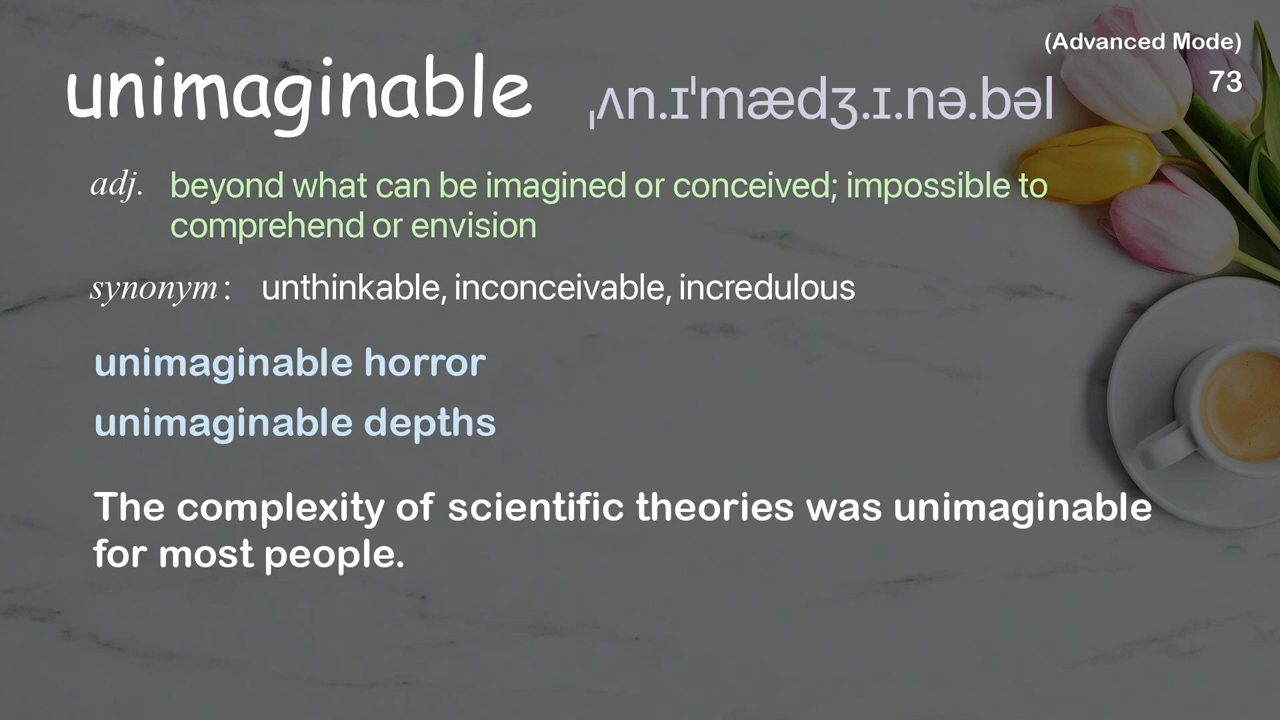 (Advanced Mode)
73
unimaginable ˌʌn.ɪˈmædʒ.ɪ.nə.bəl
adj. beyond what can be imagined or conceived; impossible to
comprehend or envision
synonym: unthinkable, inconceivable, incredulous
unimaginable horror
unimaginable depths
The complexity of scientific theories was unimaginable
for most people.